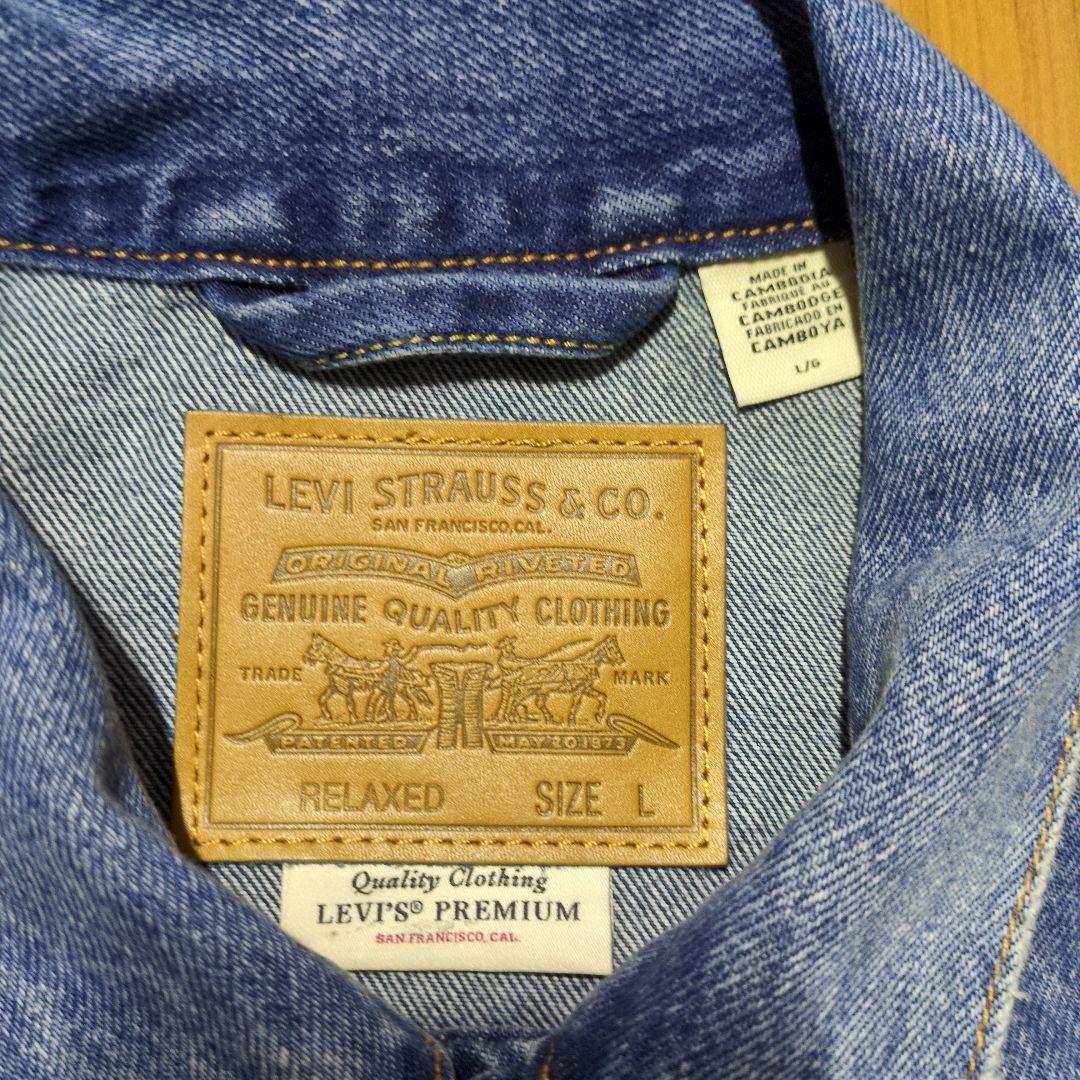 MADE IN
CAMBODIA
FABRIQUÉ AU
CAMBODGE
FABRICADO EN
CAMBOYA
L/G
LEVI STRAUSS & CO.
SAN FRANCISCO, CAL.
ORIGINAL RIVETED
GENUINE QUALITY CLOTHING
TRADE MARK
PATENTED MAY 20 1873
RELAXED SIZE L
Quality Clothing
LEVI'S® PREMIUM
SAN FRANCISCO, CAL.